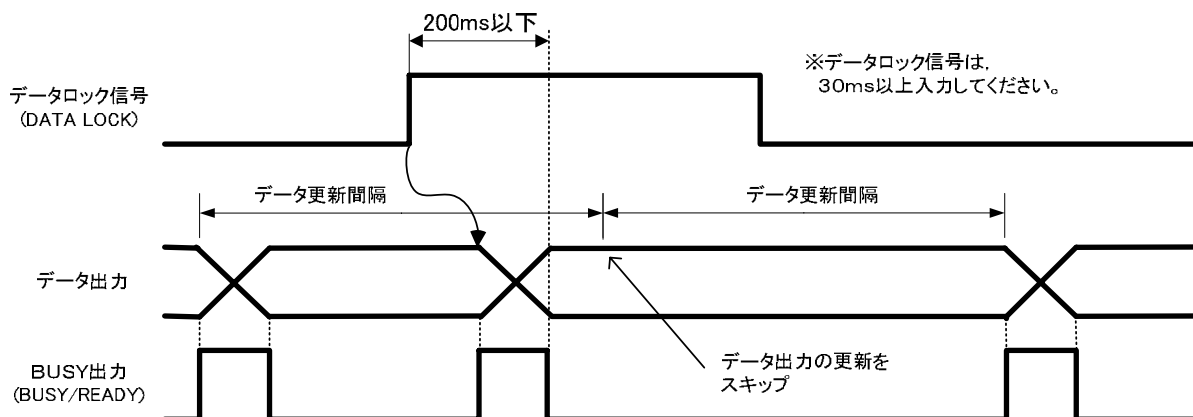 200ms以下
※データロック信号は,
30ms以上入力してください。
データロック信号
(DATA LOCK)
データ更新間隔
データ更新間隔
データ出力
データ出力の更新を
スキップ
BUSY出力
(BUSY/READY)